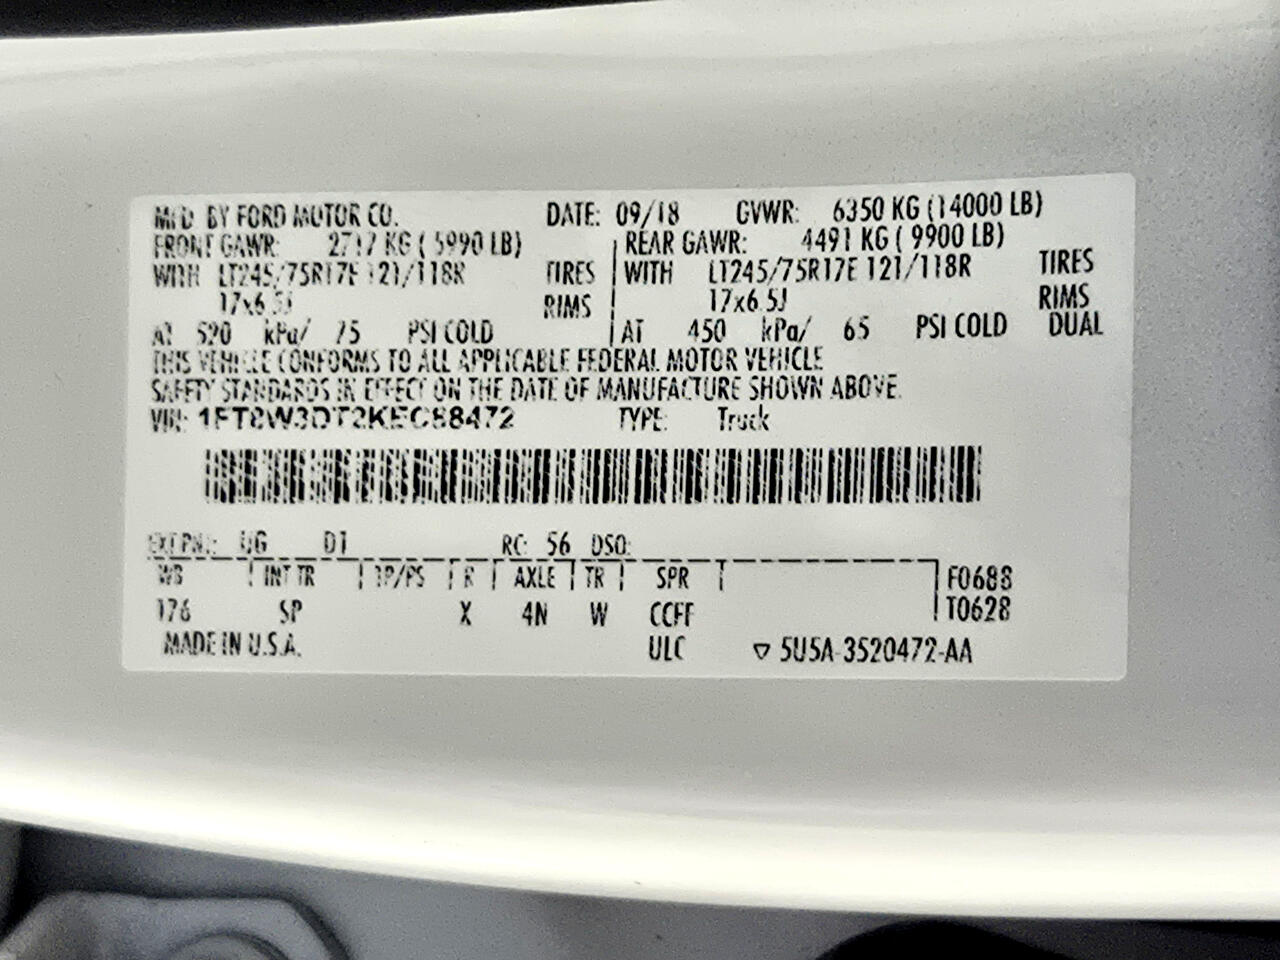 MFD BY FORD MOTOR CO. DATE: 09/18 GVWR: 6350 KG (14000 LB)
FRONT GAWR: 2717 KG ( 5990 LB) REAR GAWR: 4491 KG ( 9900 LB)
WITH LT245/75R17E 121/118R TIRES WITH LT245/75R17E 121/118R TIRES
17x6.5J RIMS 17x6.5J RIMS
AT 520 kPa/ 75 PSI COLD AT 450 kPa/ 65 PSI COLD DUAL
THIS VEHICLE CONFORMS TO ALL APPLICABLE FEDERAL MOTOR VEHICLE
SAFETY STANDARDS IN EFFECT ON THE DATE OF MANUFACTURE SHOWN ABOVE.
VIN: TYPE: Truck
EXT PNT: UG D1 RC: 56 DSO:
WB INT TR TP/PS R AXLE TR SPR F0688
176 SP X 4N W CCFF T0628
MADE IN U.S.A. ULC ▽ 5U5A-3520472-AA